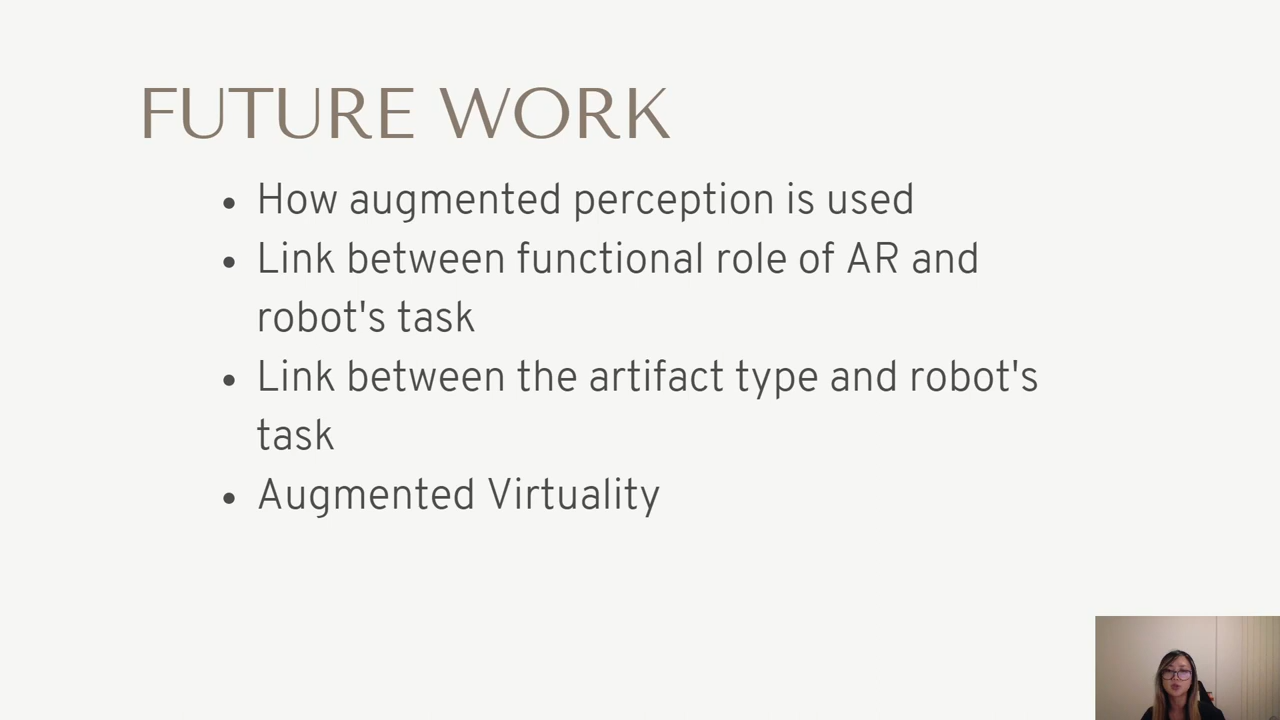 FUTURE WORK
• How augmented perception is used
• Link between functional role of AR and
robot's task
• Link between the artifact type and robot's
task
• Augmented Virtuality